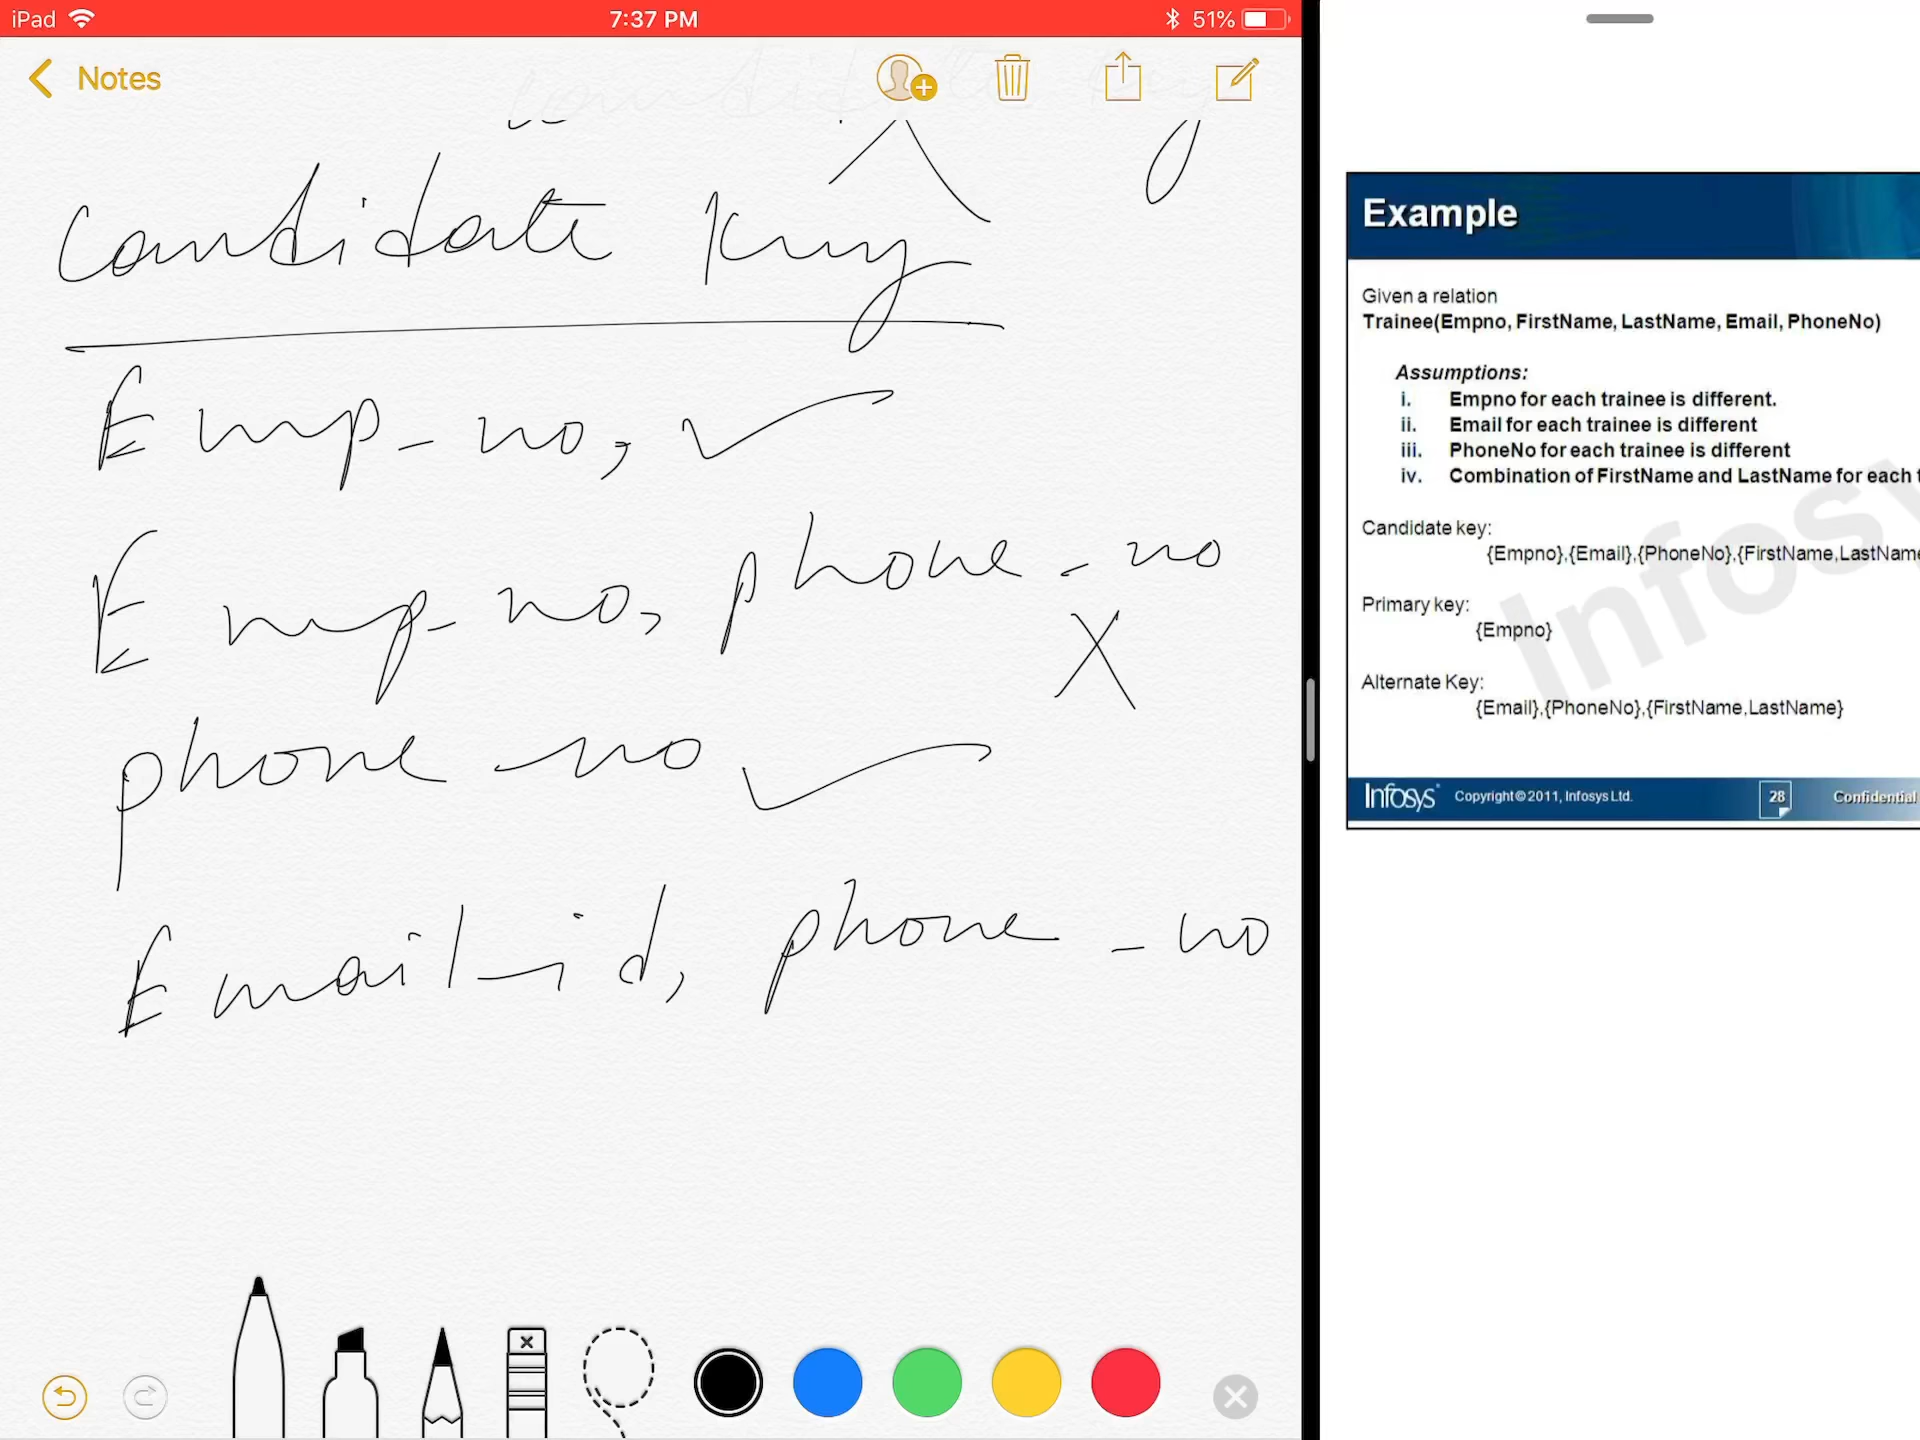 iPad 7:37 PM 51%
Notes
candidate key
Emp-no, ✓
Emp-no, phone-no
X
phone-no ✓
Email-id, phone-no
Example
Given a relation
Trainee(Empno, FirstName, LastName, Email, PhoneNo)
Assumptions:
i. Empno for each trainee is different.
ii. Email for each trainee is different
iii. PhoneNo for each trainee is different
iv. Combination of FirstName and LastName for each t
Candidate key:
{Empno},{Email},{PhoneNo},{FirstName,LastName
Primary key:
{Empno}
Alternate Key:
{Email},{PhoneNo},{FirstName,LastName}
Infosys
Infosys Copyright © 2011, Infosys Ltd. 28 Confidential